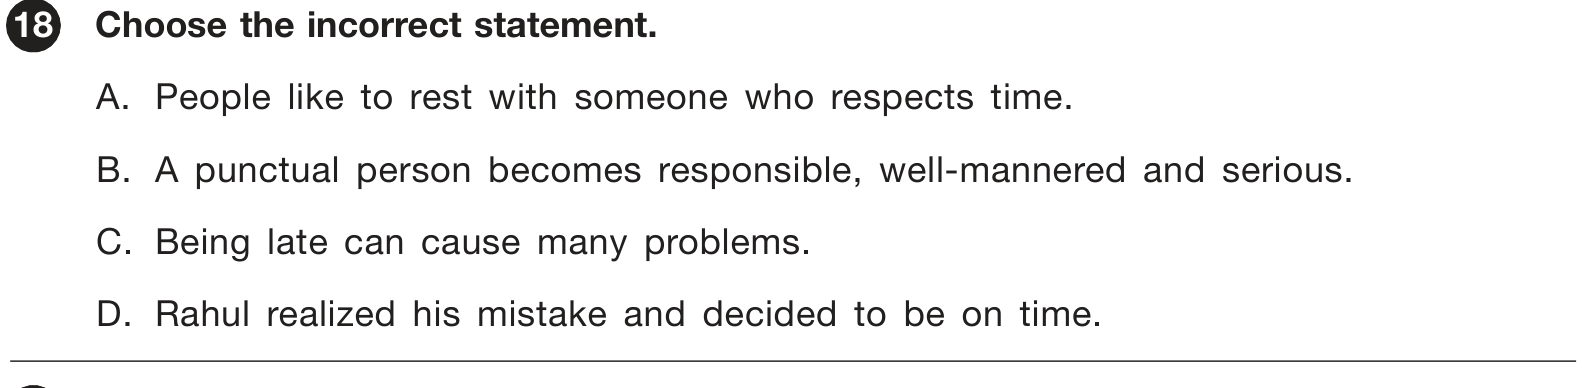 18 Choose the incorrect statement.
A. People like to rest with someone who respects time.
B. A punctual person becomes responsible, well-mannered and serious.
C. Being late can cause many problems.
D. Rahul realized his mistake and decided to be on time.